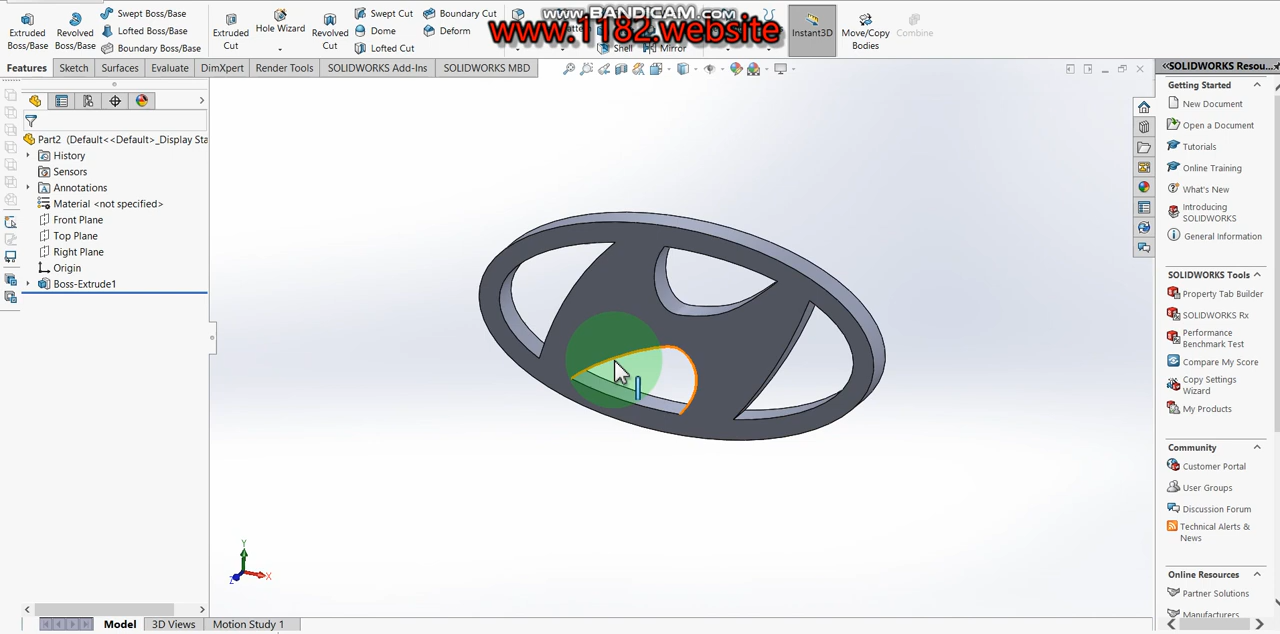 www.BANDICAM.com
www.1182.website
Extruded Boss/Base
Revolved Boss/Base
Swept Boss/Base
Lofted Boss/Base
Boundary Boss/Base
Extruded Cut
Hole Wizard
Revolved Cut
Swept Cut
Dome
Lofted Cut
Boundary Cut
Deform
Shell
Mirror
Instant3D
Move/Copy Bodies
Combine
Features
Sketch
Surfaces
Evaluate
DimXpert
Render Tools
SOLIDWORKS Add-Ins
SOLIDWORKS MBD
Part2 (Default<<Default>_Display Sta
History
Sensors
Annotations
Material <not specified>
Front Plane
Top Plane
Right Plane
Origin
Boss-Extrude1
Y
X
Z
Model
3D Views
Motion Study 1
SOLIDWORKS Resou...
Getting Started
New Document
Open a Document
Tutorials
Online Training
What's New
Introducing
SOLIDWORKS
General Information
SOLIDWORKS Tools
Property Tab Builder
SOLIDWORKS Rx
Performance
Benchmark Test
Compare My Score
Copy Settings
Wizard
My Products
Community
Customer Portal
User Groups
Discussion Forum
Technical Alerts &
News
Online Resources
Partner Solutions
Manufacturers